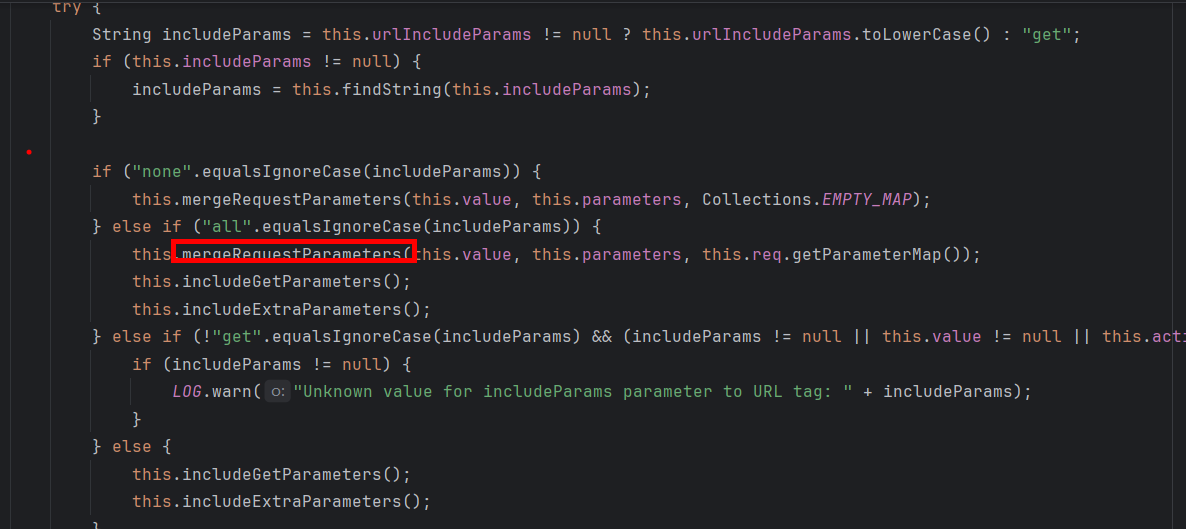 try {
String includeParams = this.urlIncludeParams != null ? this.urlIncludeParams.toLowerCase() : "get";
if (this.includeParams != null) {
includeParams = this.findString(this.includeParams);
}
if ("none".equalsIgnoreCase(includeParams)) {
this.mergeRequestParameters(this.value, this.parameters, Collections.EMPTY_MAP);
} else if ("all".equalsIgnoreCase(includeParams)) {
this.mergeRequestParameters(this.value, this.parameters, this.req.getParameterMap());
this.includeGetParameters();
this.includeExtraParameters();
} else if (!"get".equalsIgnoreCase(includeParams) && (includeParams != null || this.value != null || this.acti
if (includeParams != null) {
LOG.warn( o: "Unknown value for includeParams parameter to URL tag: " + includeParams);
}
} else {
this.includeGetParameters();
this.includeExtraParameters();
}